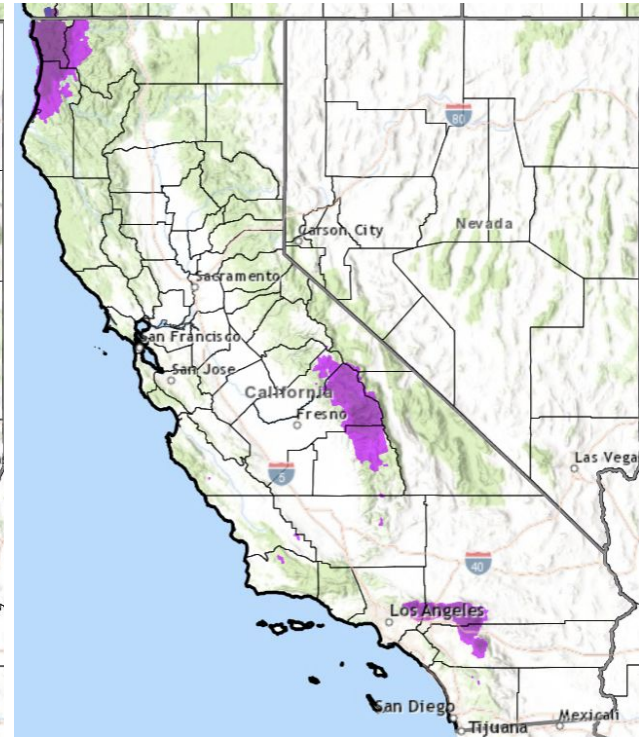 80
Carson City
Nevada
Sacramento
San Francisco
San Jose
California
Fresno
5
Las Vega
40
Los Angeles
San Diego
Mexicali
Tijuana